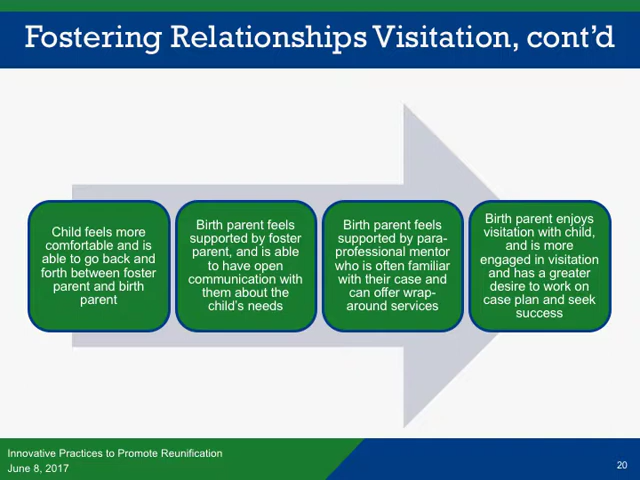 Fostering Relationships Visitation, cont'd
Child feels more
comfortable and is
able to go back and
forth between foster
parent and birth
parent
Birth parent feels
supported by foster
parent, and is able
to have open
communication with
them about the
child's needs
Birth parent feels
supported by para-
professional mentor
who is often familiar
with their case and
can offer wrap-
around services
Birth parent enjoys
visitation with child,
and is more
engaged in visitation
and has a greater
desire to work on
case plan and seek
success
Innovative Practices to Promote Reunification
June 8, 2017
20